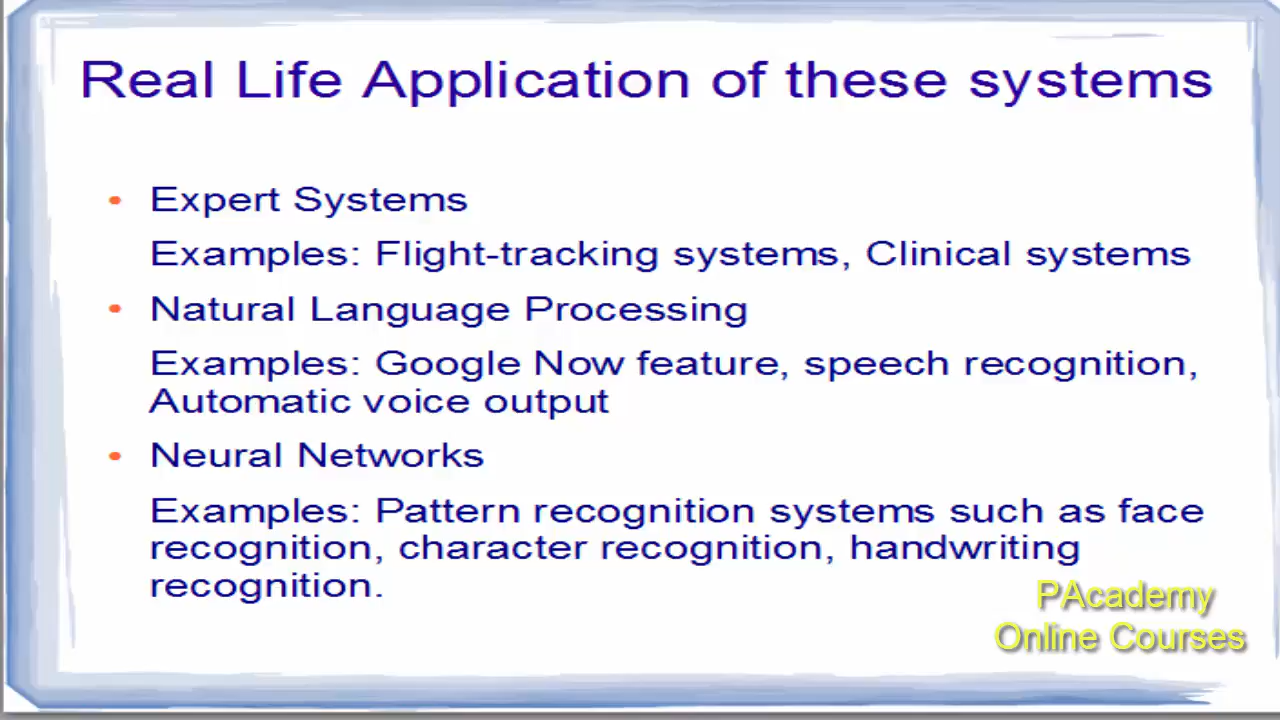 Real Life Application of these systems
• Expert Systems
Examples: Flight-tracking systems, Clinical systems
• Natural Language Processing
Examples: Google Now feature, speech recognition,
Automatic voice output
• Neural Networks
Examples: Pattern recognition systems such as face
recognition, character recognition, handwriting
recognition.
PAcademy
Online Courses